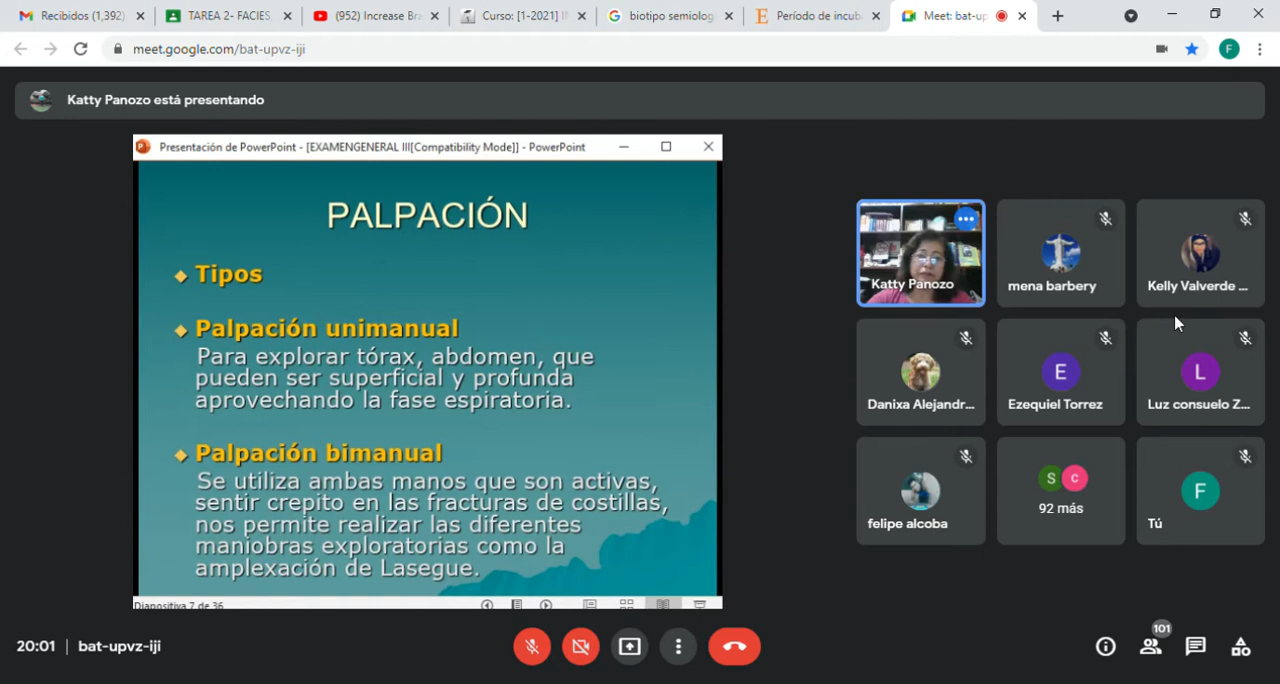 Recibidos (1,392)
TAREA 2- FACIES,
(952) Increase Bra
Curso: [1-2021] II
biotipo semiolog
Período de incub
Meet: bat-up
meet.google.com/bat-upvz-iji
F
Katty Panozo está presentando
Presentación de PowerPoint - [EXAMENGENERAL III[Compatibility Mode]] - PowerPoint
PALPACIÓN
Tipos
Palpación unimanual
Para explorar tórax, abdomen, que
pueden ser superficial y profunda
aprovechando la fase espiratoria.
Palpación bimanual
Se utiliza ambas manos que son activas,
sentir crepito en las fracturas de costillas,
nos permite realizar las diferentes
maniobras exploratorias como la
amplexación de Lasegue.
Diapositiva 7 de 36
Katty Panozo
mena barbery
Kelly Valverde ...
Danixa Alejandr...
E
Ezequiel Torrez
L
Luz consuelo Z...
felipe alcoba
S c
92 más
F
Tú
20:01 | bat-upvz-iji
101